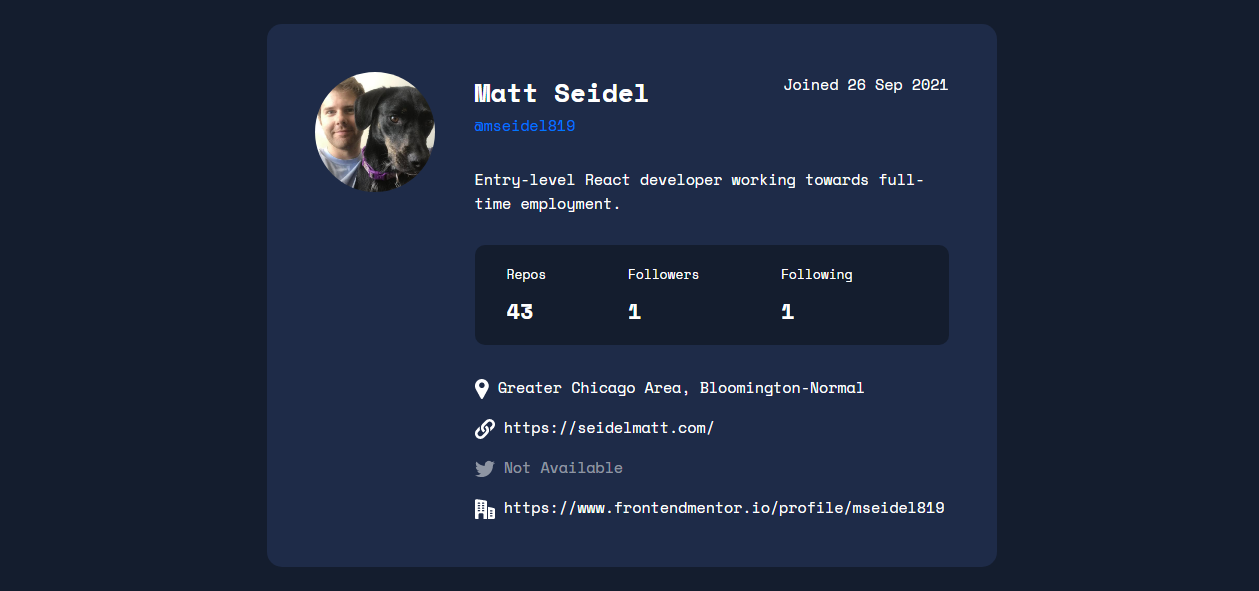 Matt Seidel
Joined 26 Sep 2021
@mseidel819
Entry-level React developer working towards full-
time employment.
Repos Followers Following
43 1 1
Greater Chicago Area, Bloomington-Normal
https://seidelmatt.com/
Not Available
https://www.frontendmentor.io/profile/mseidel819